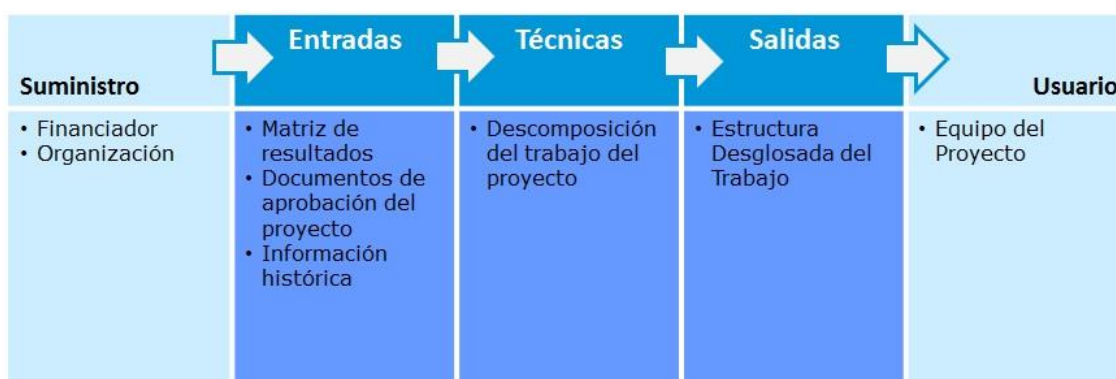 Suministro
Entradas
Técnicas
Salidas
Usuario
• Financiador
• Organización
• Matriz de
resultados
• Documentos de
aprobación del
proyecto
• Información
histórica
• Descomposición
del trabajo del
proyecto
• Estructura
Desglosada del
Trabajo
• Equipo del
Proyecto